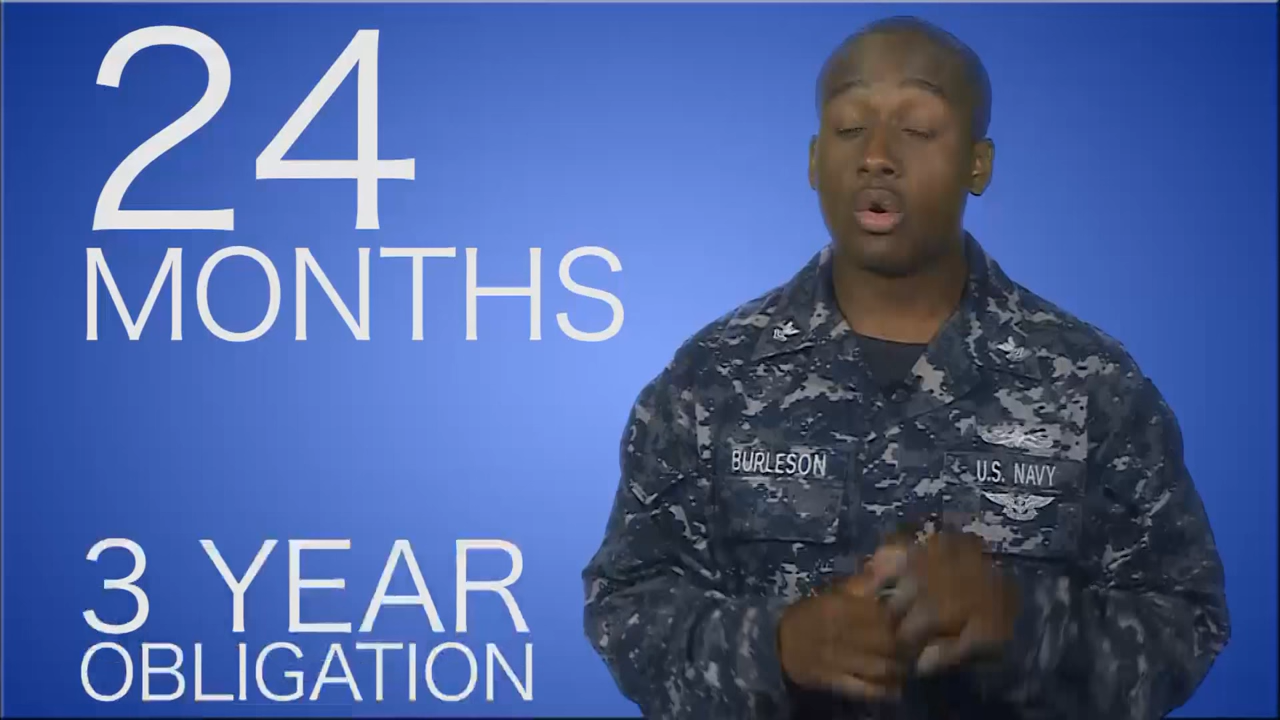 24
MONTHS
3 YEAR
OBLIGATION
BURLESON
U.S. NAVY